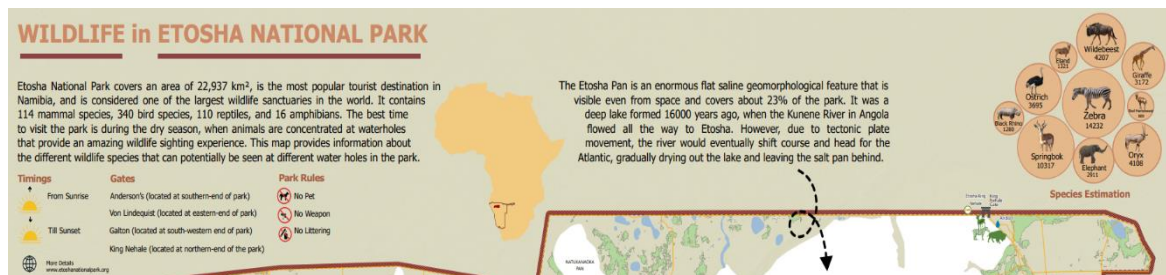 WILDLIFE in ETOSHA NATIONAL PARK
Etosha National Park covers an area of 22,937 km², is the most popular tourist destination in
Namibia, and is considered one of the largest wildlife sanctuaries in the world. It contains
114 mammal species, 340 bird species, 110 reptiles, and 16 amphibians. The best time
to visit the park is during the dry season, when animals are concentrated at waterholes
that provide an amazing wildlife sighting experience. This map provides information about
the different wildlife species that can potentially be seen at different water holes in the park.
Timings
From Sunrise
Till Sunset
Gates
Anderson's (located at southern-end of park)
Von Lindequist (located at eastern-end of park)
Galton (located at south-western end of park)
King Nehale (located at northern-end of the park)
Park Rules
No Pet
No Weapon
No Littering
More Details
www.etoshanationalpark.org
The Etosha Pan is an enormous flat saline geomorphological feature that is
visible even from space and covers about 23% of the park. It was a
deep lake formed 16000 years ago, when the Kunene River in Angola
flowed all the way to Etosha. However, due to tectonic plate
movement, the river would eventually shift course and head for the
Atlantic, gradually drying out the lake and leaving the salt pan behind.
Wildebeest
4207
Eland
1321
Giraffe
3172
Ostrich
3695
Zebra
14232
Black Rhino
Springbok
10317
Elephant
2911
Oryx
4108
Species Estimation
King
Nehale
Gate
PAN